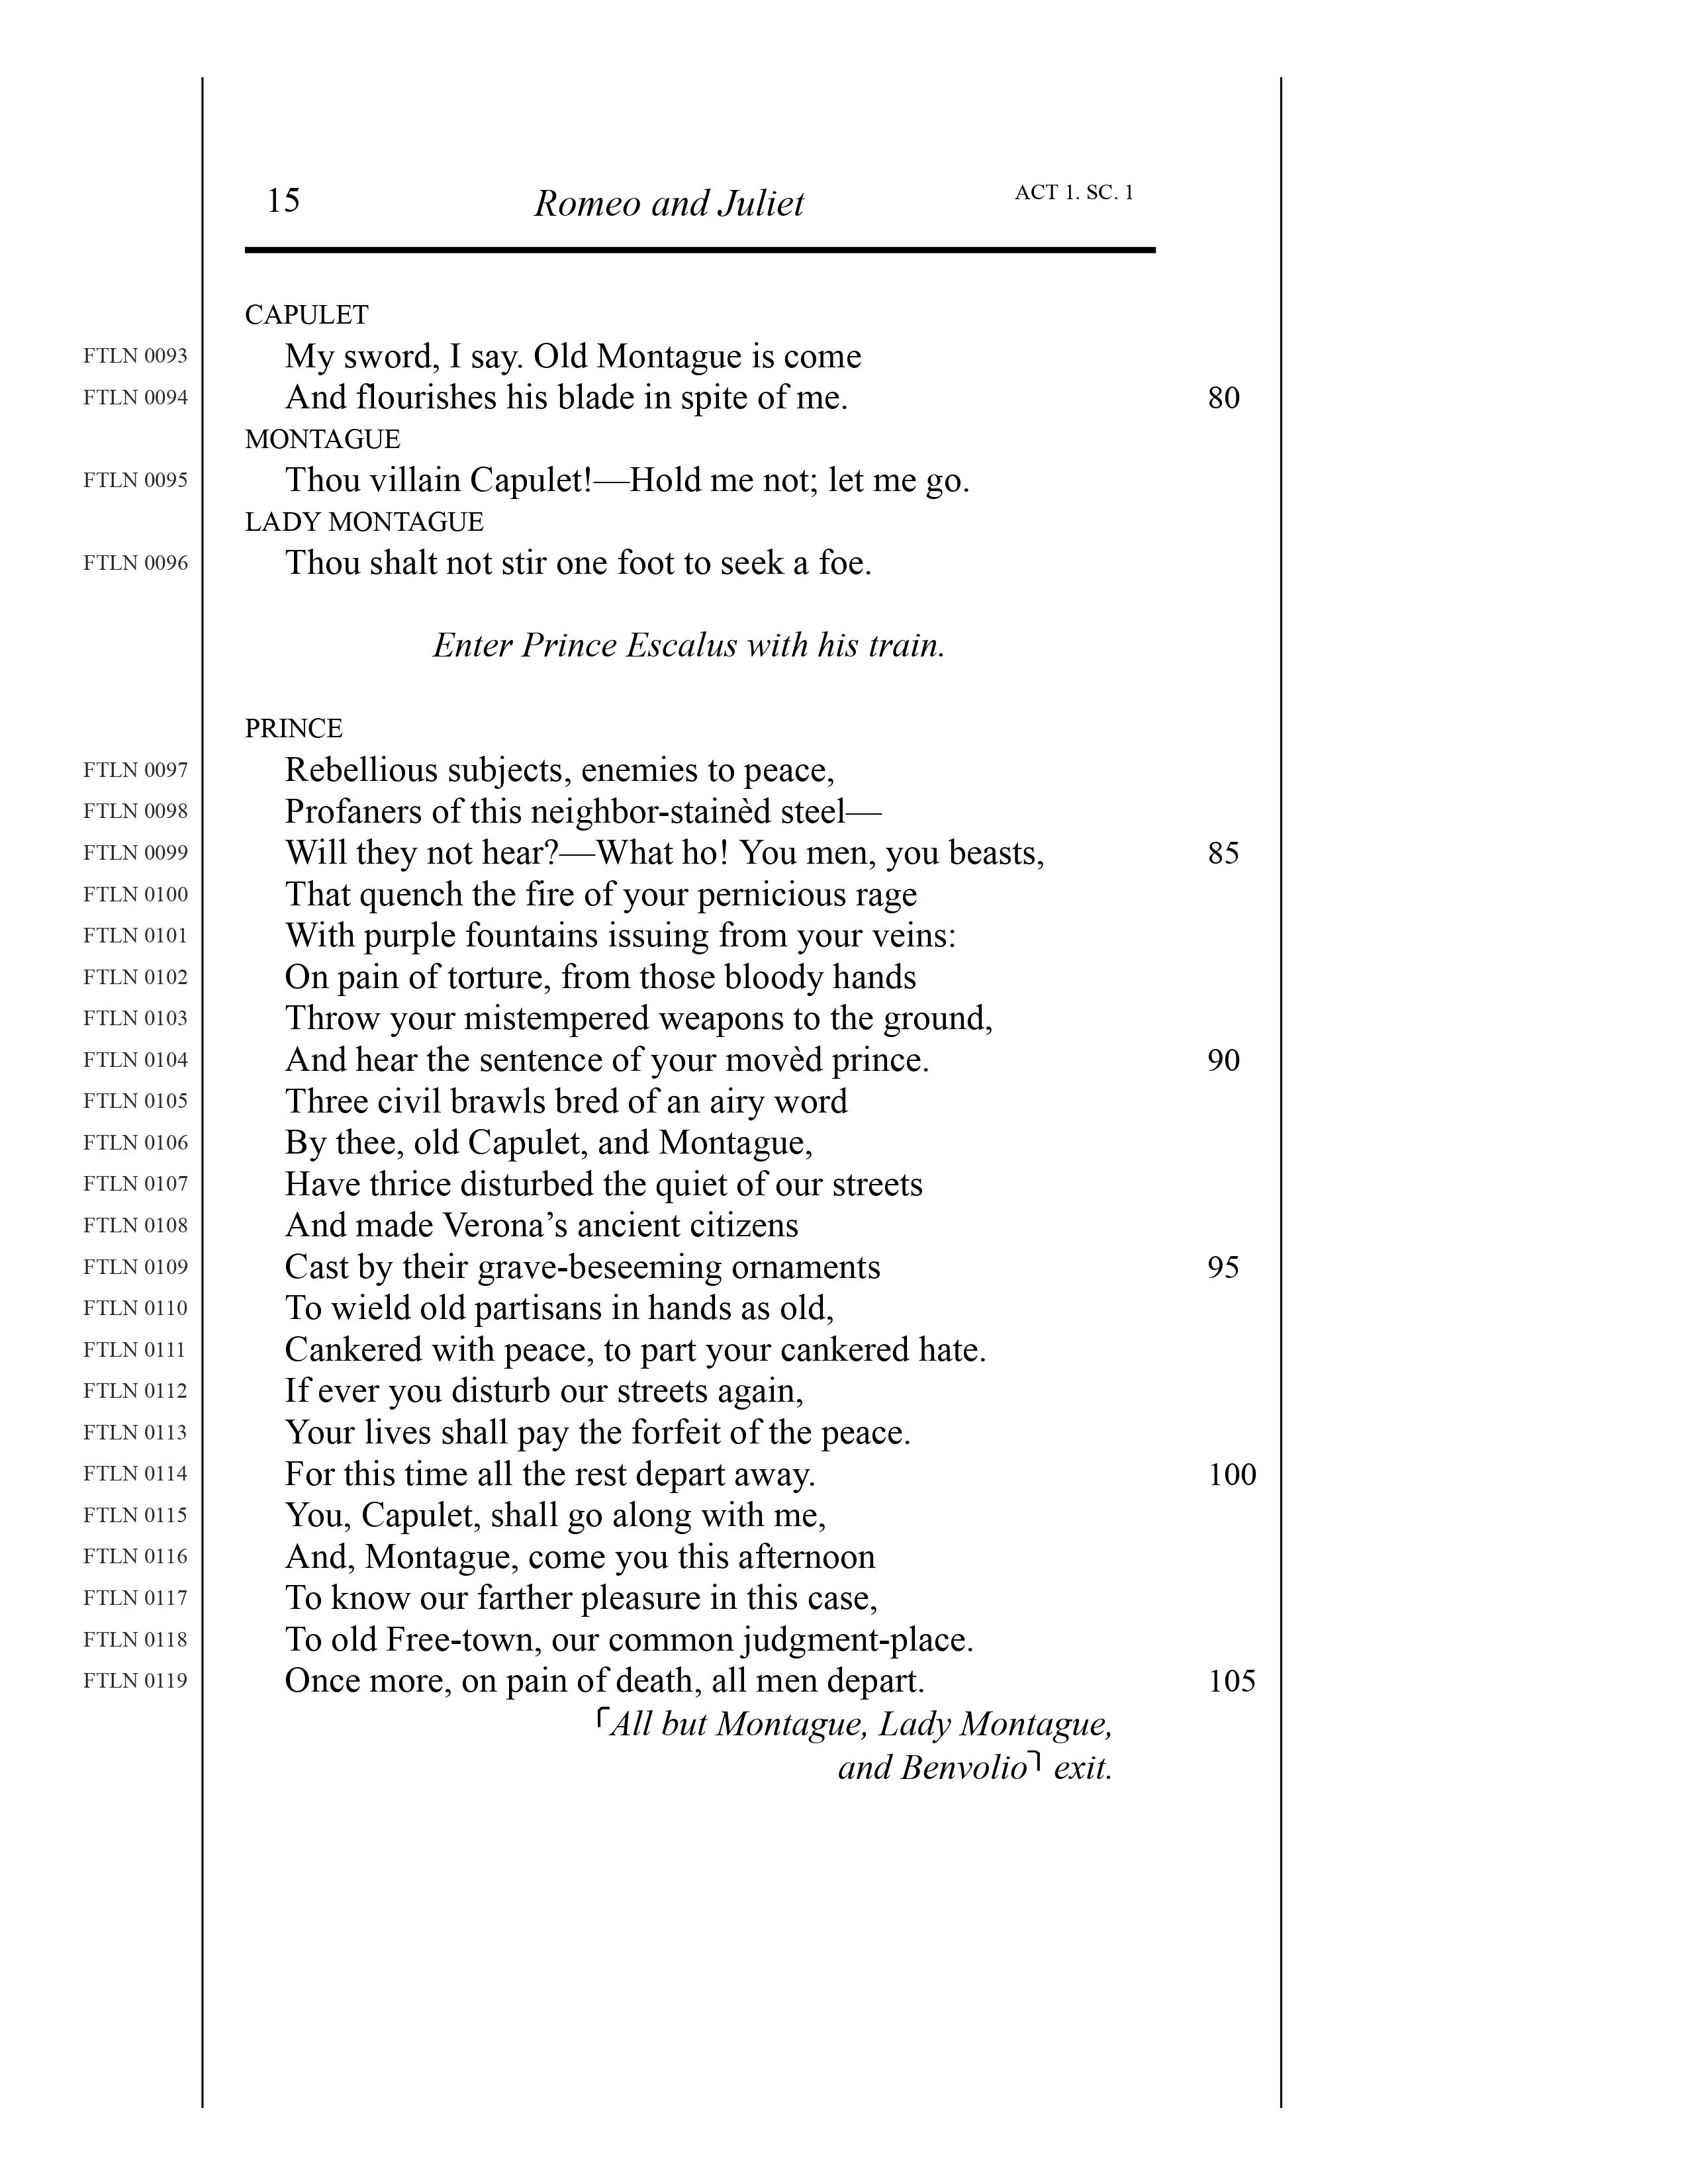 15 Romeo and Juliet ACT 1. SC. 1
CAPULET
FTLN 0093 My sword, I say. Old Montague is come
FTLN 0094 And flourishes his blade in spite of me. 80
MONTAGUE
FTLN 0095 Thou villain Capulet!—Hold me not; let me go.
LADY MONTAGUE
FTLN 0096 Thou shalt not stir one foot to seek a foe.
Enter Prince Escalus with his train.
PRINCE
FTLN 0097 Rebellious subjects, enemies to peace,
FTLN 0098 Profaners of this neighbor-stainèd steel—
FTLN 0099 Will they not hear?—What ho! You men, you beasts, 85
FTLN 0100 That quench the fire of your pernicious rage
FTLN 0101 With purple fountains issuing from your veins:
FTLN 0102 On pain of torture, from those bloody hands
FTLN 0103 Throw your mistempered weapons to the ground,
FTLN 0104 And hear the sentence of your movèd prince. 90
FTLN 0105 Three civil brawls bred of an airy word
FTLN 0106 By thee, old Capulet, and Montague,
FTLN 0107 Have thrice disturbed the quiet of our streets
FTLN 0108 And made Verona’s ancient citizens
FTLN 0109 Cast by their grave-beseeming ornaments 95
FTLN 0110 To wield old partisans in hands as old,
FTLN 0111 Cankered with peace, to part your cankered hate.
FTLN 0112 If ever you disturb our streets again,
FTLN 0113 Your lives shall pay the forfeit of the peace.
FTLN 0114 For this time all the rest depart away. 100
FTLN 0115 You, Capulet, shall go along with me,
FTLN 0116 And, Montague, come you this afternoon
FTLN 0117 To know our farther pleasure in this case,
FTLN 0118 To old Free-town, our common judgment-place.
FTLN 0119 Once more, on pain of death, all men depart. 105
⌜All but Montague, Lady Montague,
and Benvolio⌝ exit.